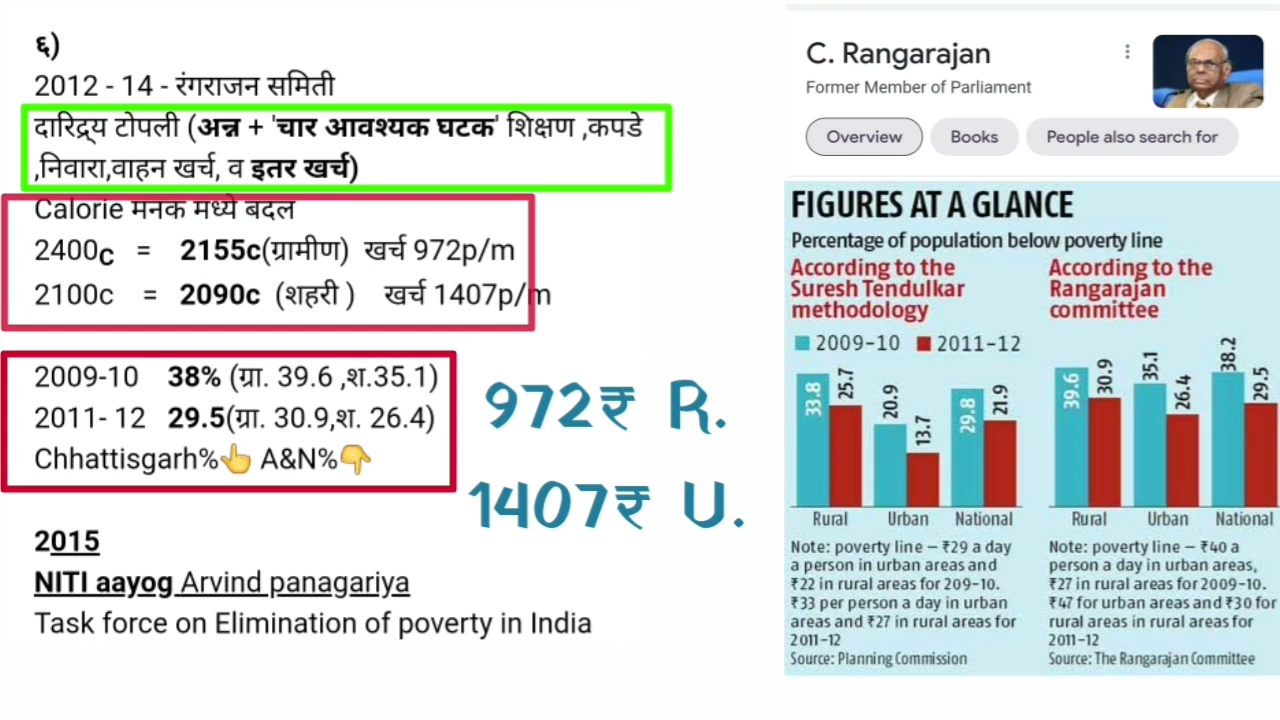 ६)
2012 - 14 - रंगराजन समिती
दारिद्र्य टोपली (अन्न + 'चार आवश्यक घटक' शिक्षण ,कपडे
,निवारा,वाहन खर्च, व इतर खर्च)
Calorie मनक मध्ये बदल
2400c = 2155c(ग्रामीण) खर्च 972p/m
2100c = 2090c (शहरी ) खर्च 1407p/m
2009-10 38% (ग्रा. 39.6 ,श.35.1)
2011- 12 29.5(ग्रा. 30.9,श. 26.4)
Chhattisgarh%👆 A&N%👇
972₹ R.
1407₹ U.
2015
NITI aayog Arvind panagariya
Task force on Elimination of poverty in India
C. Rangarajan
Former Member of Parliament
Overview Books People also search for
FIGURES AT A GLANCE
Percentage of population below poverty line
According to the
Suresh Tendulkar
methodology
2009-10 2011-12
33.8 25.7 20.9 13.7 29.8 21.9
Rural Urban National
Note: poverty line — ₹29 a day
a person in urban areas and
₹22 in rural areas for 209-10.
₹33 per person a day in urban
areas and ₹27 in rural areas for
2011-12
Source: Planning Commission
According to the
Rangarajan
committee
39.6 30.9 35.1 26.4 38.2 29.5
Rural Urban National
Note: poverty line — ₹40 a
person a day in urban areas,
₹27 in rural areas for 2009-10.
₹47 for urban areas and ₹30 for
rural areas in rural areas for
2011-12
Source: The Rangarajan Committee